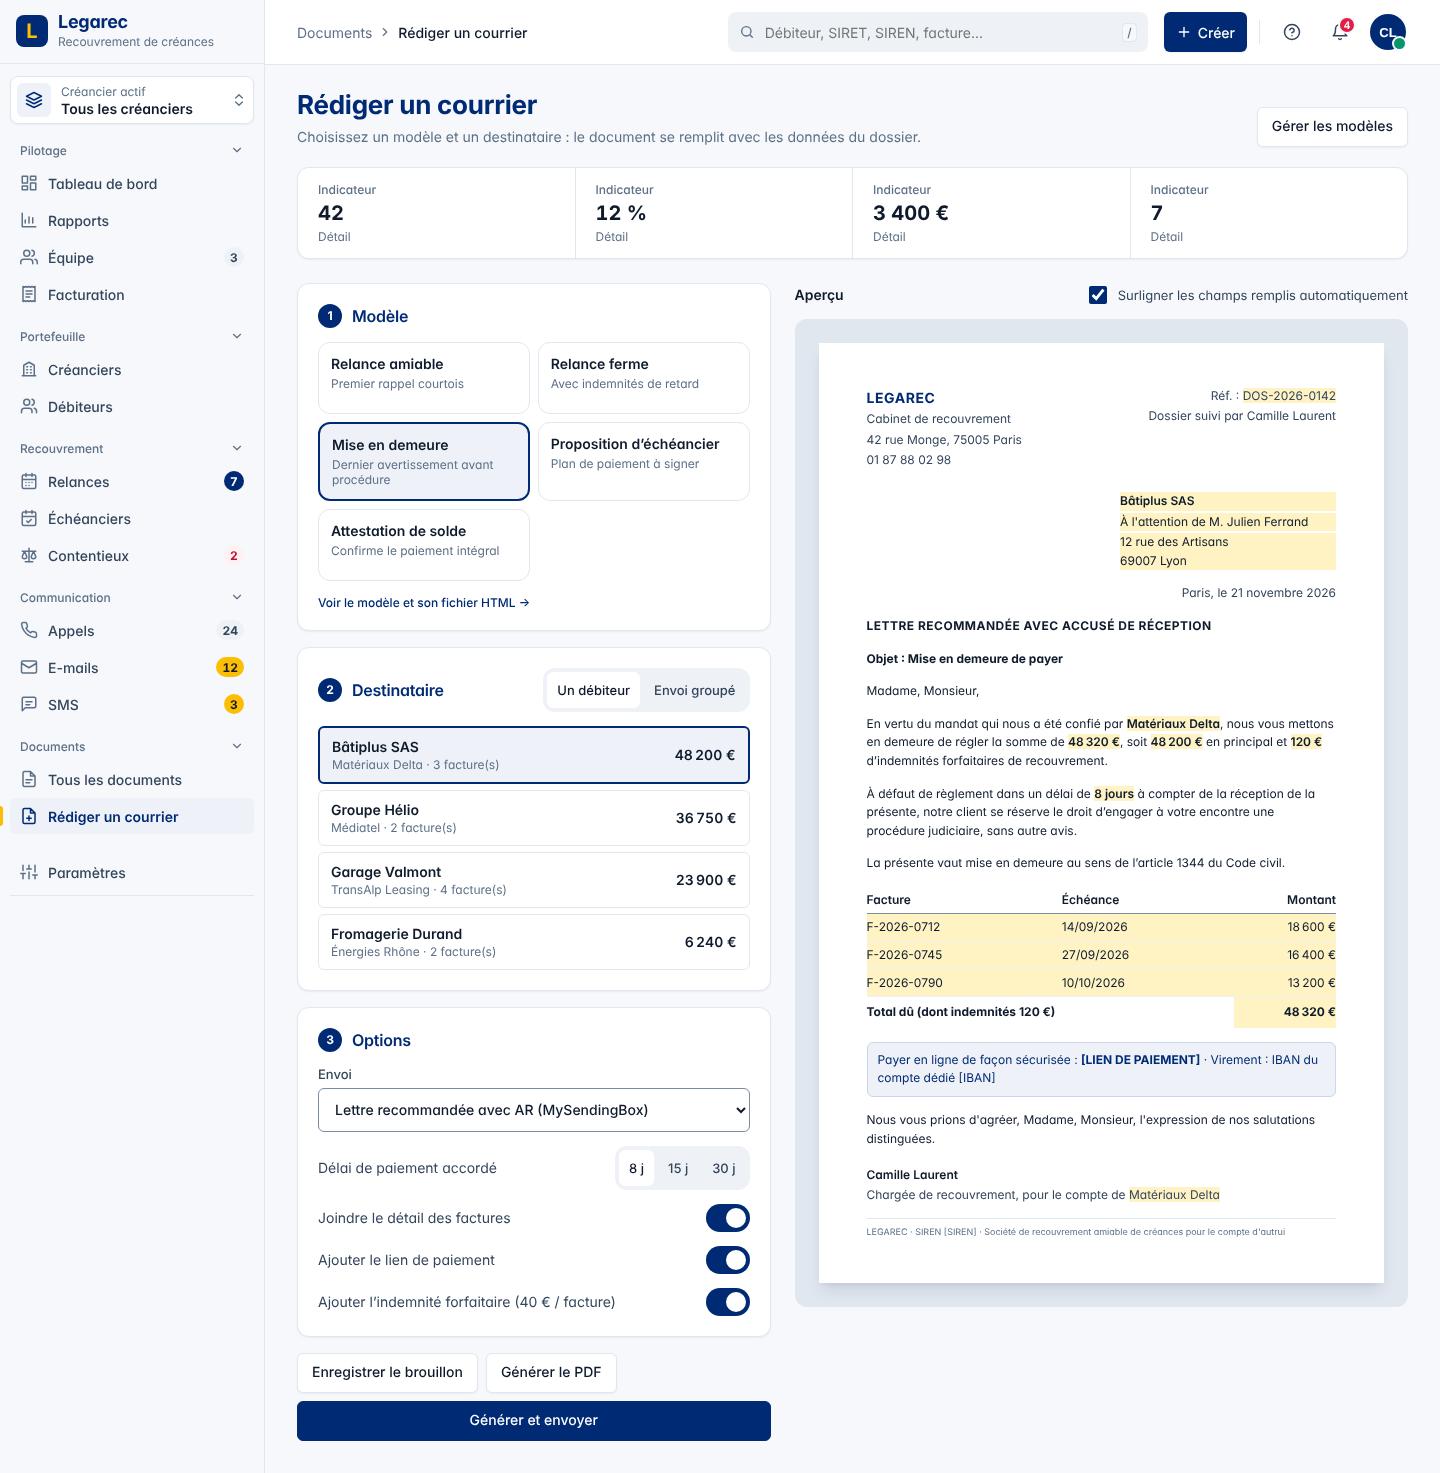 L
Legarec
Recouvrement de créances
Créancier actif
Tous les créanciers
Pilotage
Tableau de bord
Rapports
Équipe 3
Facturation
Portefeuille
Créanciers
Débiteurs
Recouvrement
Relances 7
Échéanciers
Contentieux 2
Communication
Appels 24
E-mails 12
SMS 3
Documents
Tous les documents
Rédiger un courrier
Paramètres
Documents > Rédiger un courrier
Débiteur, SIRET, SIREN, facture… /
+ Créer
4
CL
Rédiger un courrier
Choisissez un modèle et un destinataire : le document se remplit avec les données du dossier.
Gérer les modèles
Indicateur
42
Détail
Indicateur
12 %
Détail
Indicateur
3 400 €
Détail
Indicateur
7
Détail
1 Modèle
Relance amiable
Premier rappel courtois
Relance ferme
Avec indemnités de retard
Mise en demeure
Dernier avertissement avant
procédure
Proposition d’échéancier
Plan de paiement à signer
Attestation de solde
Confirme le paiement intégral
Voir le modèle et son fichier HTML →
2 Destinataire
Un débiteur Envoi groupé
Bâtiplus SAS
Matériaux Delta · 3 facture(s)
48 200 €
Groupe Hélio
Médiatel · 2 facture(s)
36 750 €
Garage Valmont
TransAlp Leasing · 4 facture(s)
23 900 €
Fromagerie Durand
Énergies Rhône · 2 facture(s)
6 240 €
3 Options
Envoi
Lettre recommandée avec AR (MySendingBox)
Délai de paiement accordé 8 j 15 j 30 j
Joindre le détail des factures
Ajouter le lien de paiement
Ajouter l’indemnité forfaitaire (40 € / facture)
Enregistrer le brouillon
Générer le PDF
Générer et envoyer
Aperçu
Surligner les champs remplis automatiquement
LEGAREC
Cabinet de recouvrement
42 rue Monge, 75005 Paris
01 87 88 02 98
Réf. : DOS-2026-0142
Dossier suivi par Camille Laurent
Bâtiplus SAS
À l'attention de M. Julien Ferrand
12 rue des Artisans
69007 Lyon
Paris, le 21 novembre 2026
LETTRE RECOMMANDÉE AVEC ACCUSÉ DE RÉCEPTION
Objet : Mise en demeure de payer
Madame, Monsieur,
En vertu du mandat qui nous a été confié par Matériaux Delta, nous vous mettons
en demeure de régler la somme de 48 320 €, soit 48 200 € en principal et 120 €
d’indemnités forfaitaires de recouvrement.
À défaut de règlement dans un délai de 8 jours à compter de la réception de la
présente, notre client se réserve le droit d’engager à votre encontre une
procédure judiciaire, sans autre avis.
La présente vaut mise en demeure au sens de l’article 1344 du Code civil.
Facture Échéance Montant
F-2026-0712 14/09/2026 18 600 €
F-2026-0745 27/09/2026 16 400 €
F-2026-0790 10/10/2026 13 200 €
Total dû (dont indemnités 120 €) 48 320 €
Payer en ligne de façon sécurisée : [LIEN DE PAIEMENT] · Virement : IBAN du
compte dédié [IBAN]
Nous vous prions d'agréer, Madame, Monsieur, l'expression de nos salutations
distinguées.
Camille Laurent
Chargée de recouvrement, pour le compte de Matériaux Delta
LEGAREC · SIREN [SIREN] · Société de recouvrement amiable de créances pour le compte d'autrui